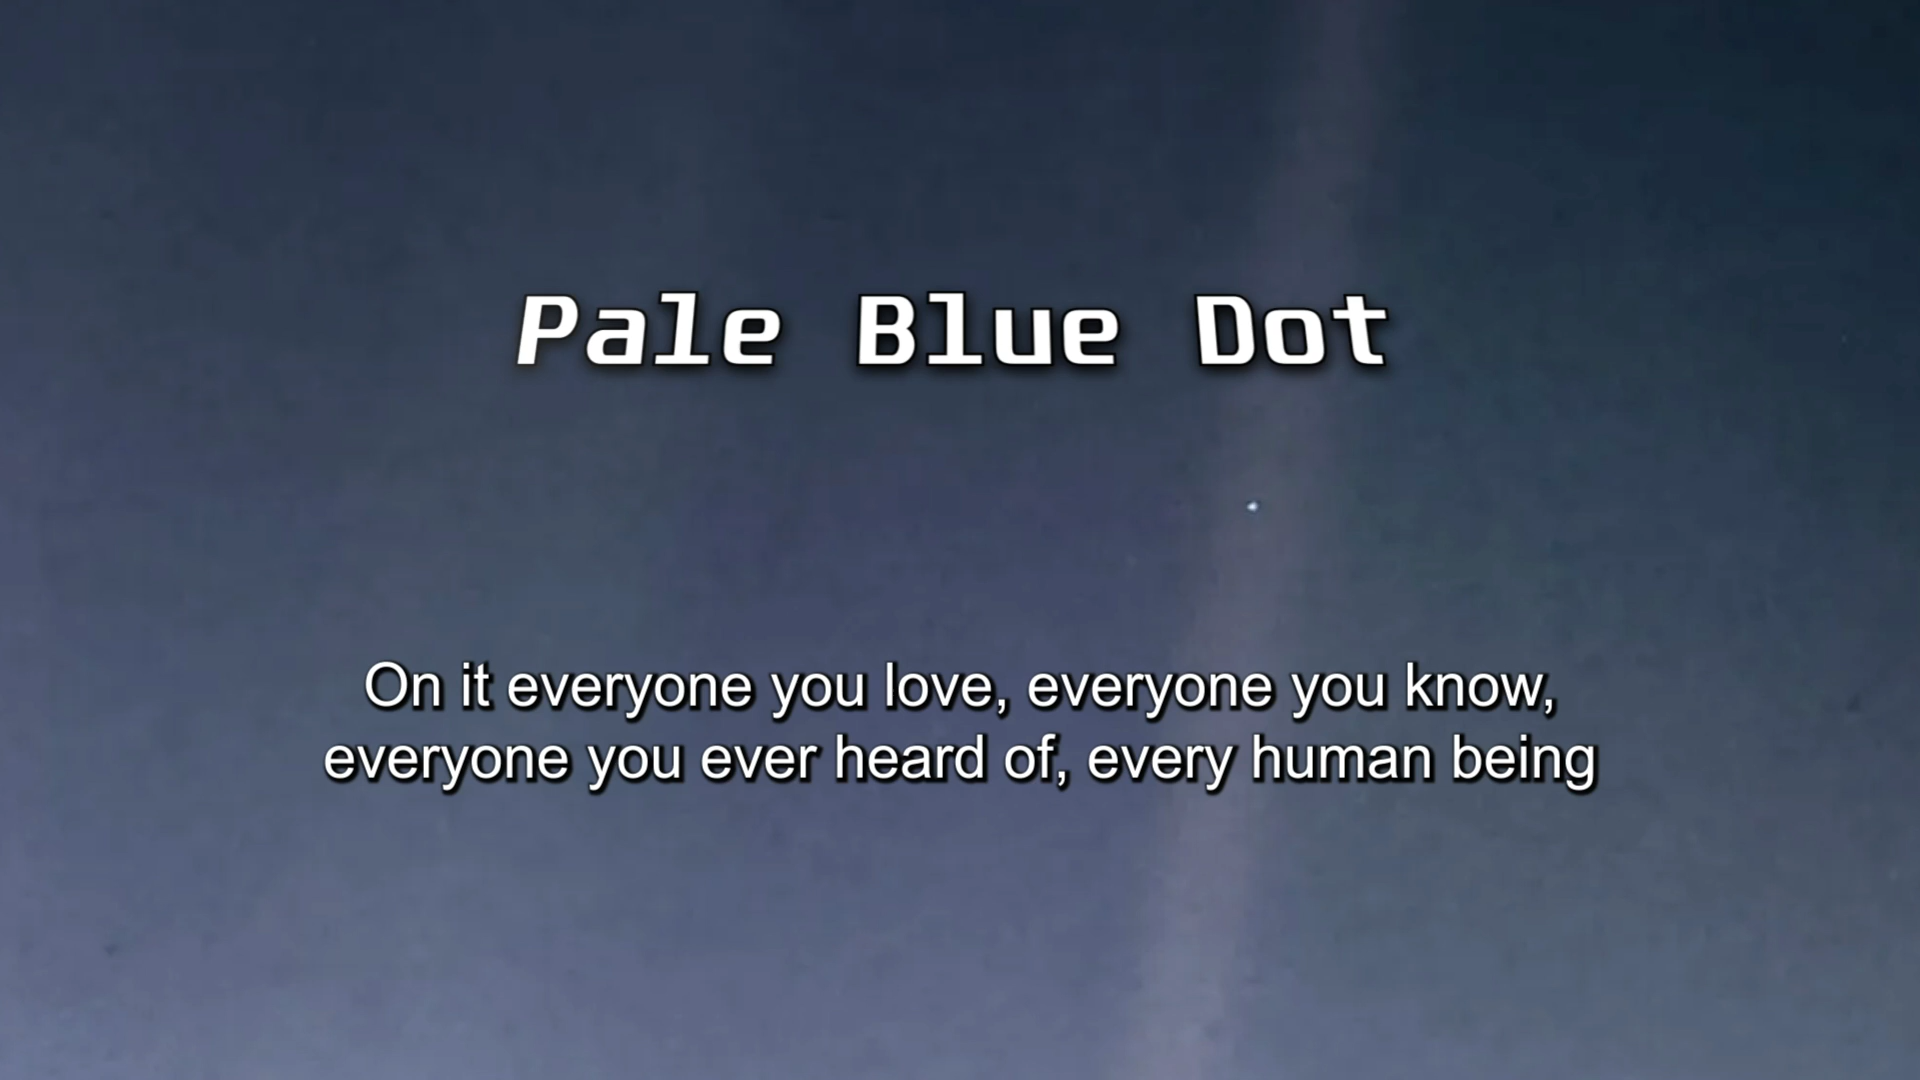 Pale Blue Dot
On it everyone you love, everyone you know,
everyone you ever heard of, every human being